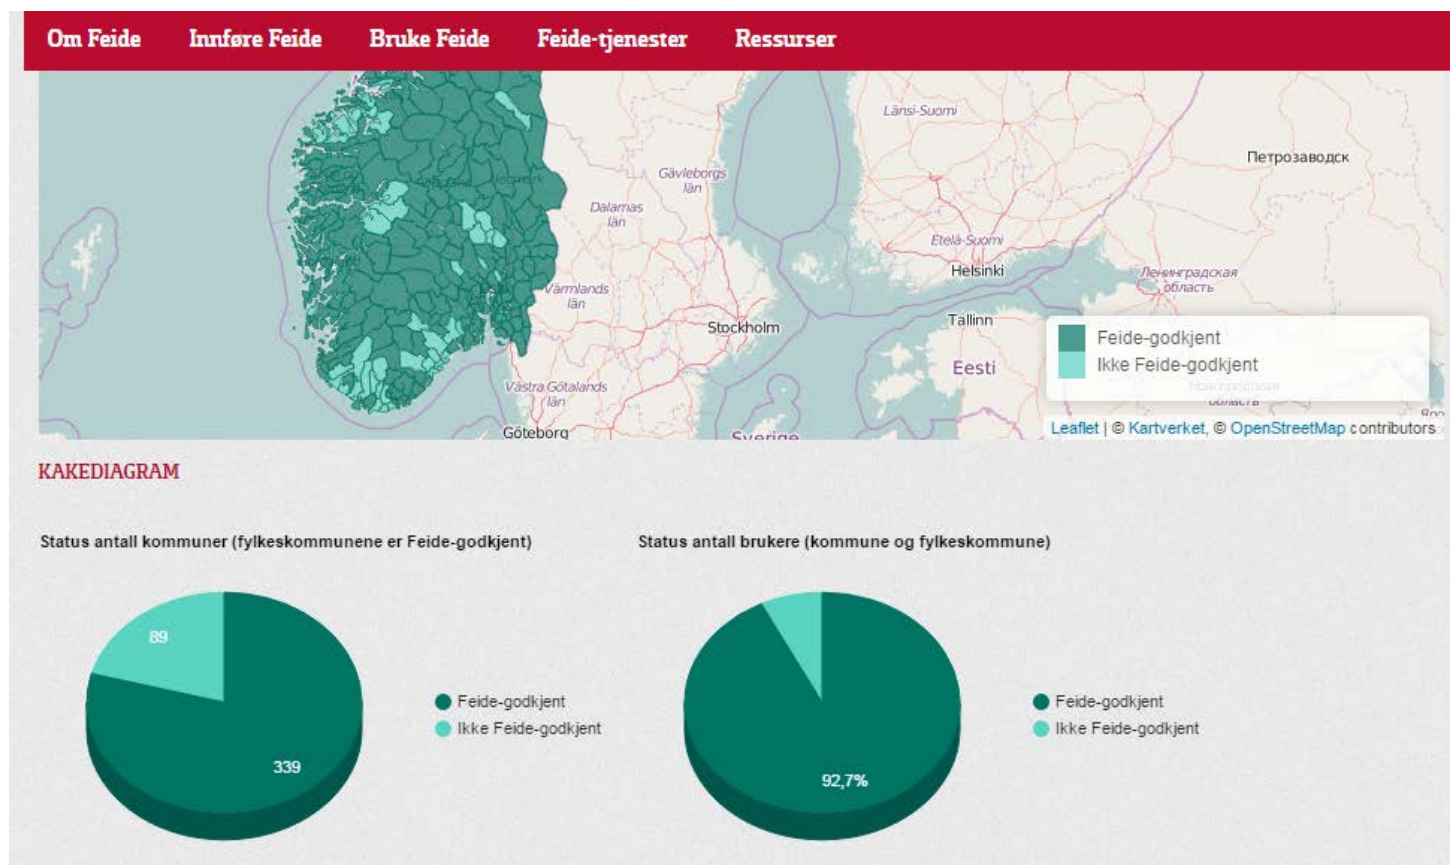 Om Feide Innføre Feide Bruke Feide Feide-tjenester Ressurser
Länsi-Suomi
Петрозаводск
Gävleborgs
län
Dalarnas
län
Etelä-Suomi
Helsinki
Ленинградская
область
Värmlands
län
Stockholm
Tallinn
Feide-godkjent
Ikke Feide-godkjent
Eesti
Västra Götalands
län
Göteborg
Sverige
Leaflet | © Kartverket, © OpenStreetMap contributors
KAKEDIAGRAM
Status antall kommuner (fylkeskommunene er Feide-godkjent)
Status antall brukere (kommune og fylkeskommune)
89
339
Feide-godkjent
Ikke Feide-godkjent
92,7%
Feide-godkjent
Ikke Feide-godkjent